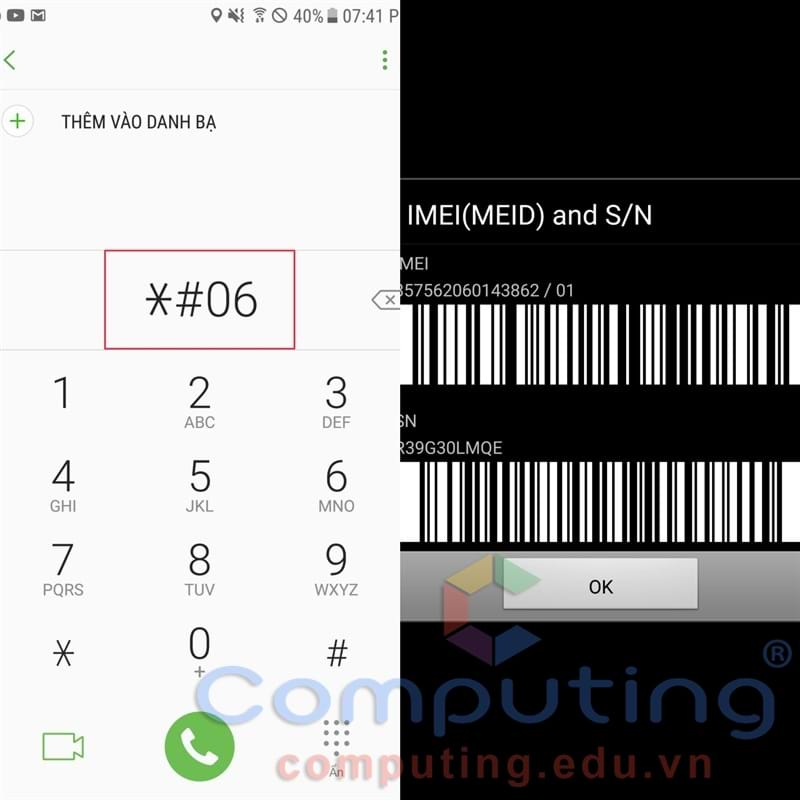 40% 07:41 P
THÊM VÀO DANH BẠ
*#06
1 2 3
ABC DEF
4 5 6
GHI JKL MNO
7 8 9
PQRS TUV WXYZ
* 0 #
+
Ẩn
IMEI(MEID) and S/N
MEI
357562060143862 / 01
SN
R39G30LMQE
OK
Computing®
computing.edu.vn